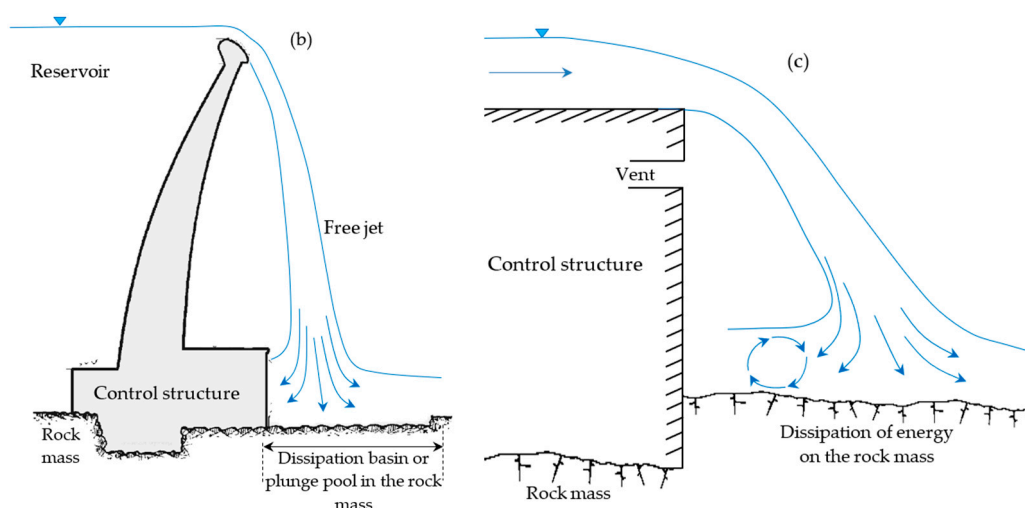 (b)
Reservoir
Free jet
Control structure
Rock
mass
Dissipation basin or
plunge pool in the rock
mass
(c)
Vent
Control structure
Dissipation of energy
on the rock mass
Rock mass